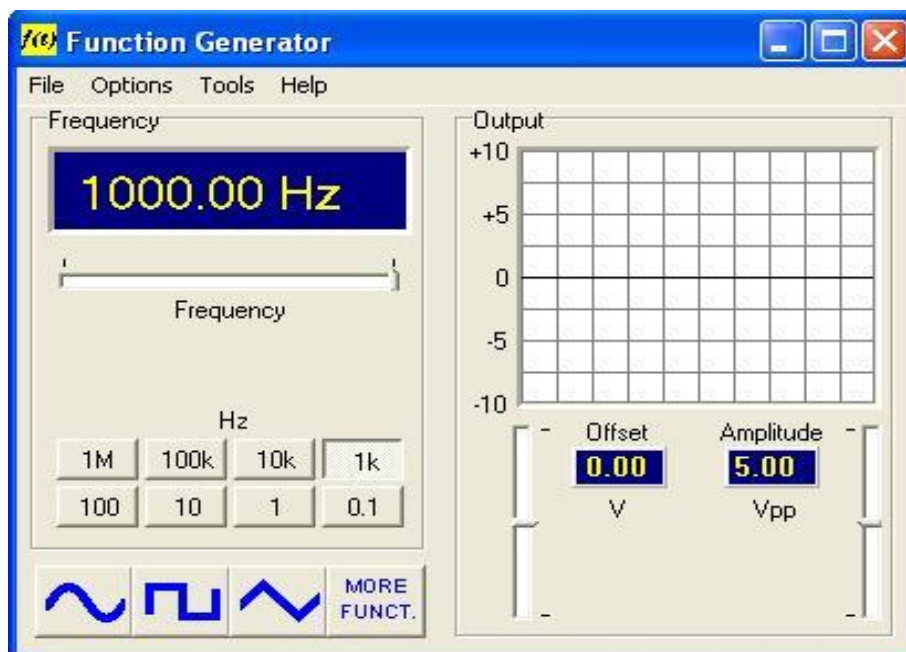 f(t) Function Generator
File Options Tools Help
Frequency
1000.00 Hz
Frequency
Hz
1M 100k 10k 1k
100 10 1 0.1
MORE
FUNCT.
Output
+10
+5
0
-5
-10
Offset Amplitude
0.00 5.00
V Vpp